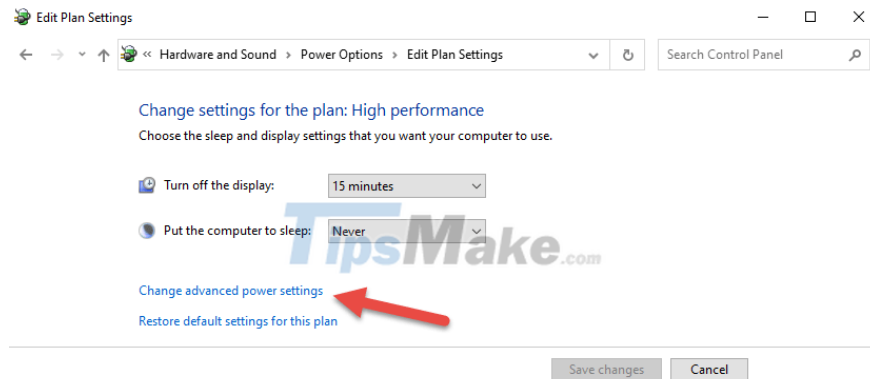 Edit Plan Settings
« Hardware and Sound > Power Options > Edit Plan Settings
Search Control Panel
Change settings for the plan: High performance
Choose the sleep and display settings that you want your computer to use.
Turn off the display: 15 minutes
Put the computer to sleep: Never
TipsMake.com
Change advanced power settings
Restore default settings for this plan
Save changes Cancel